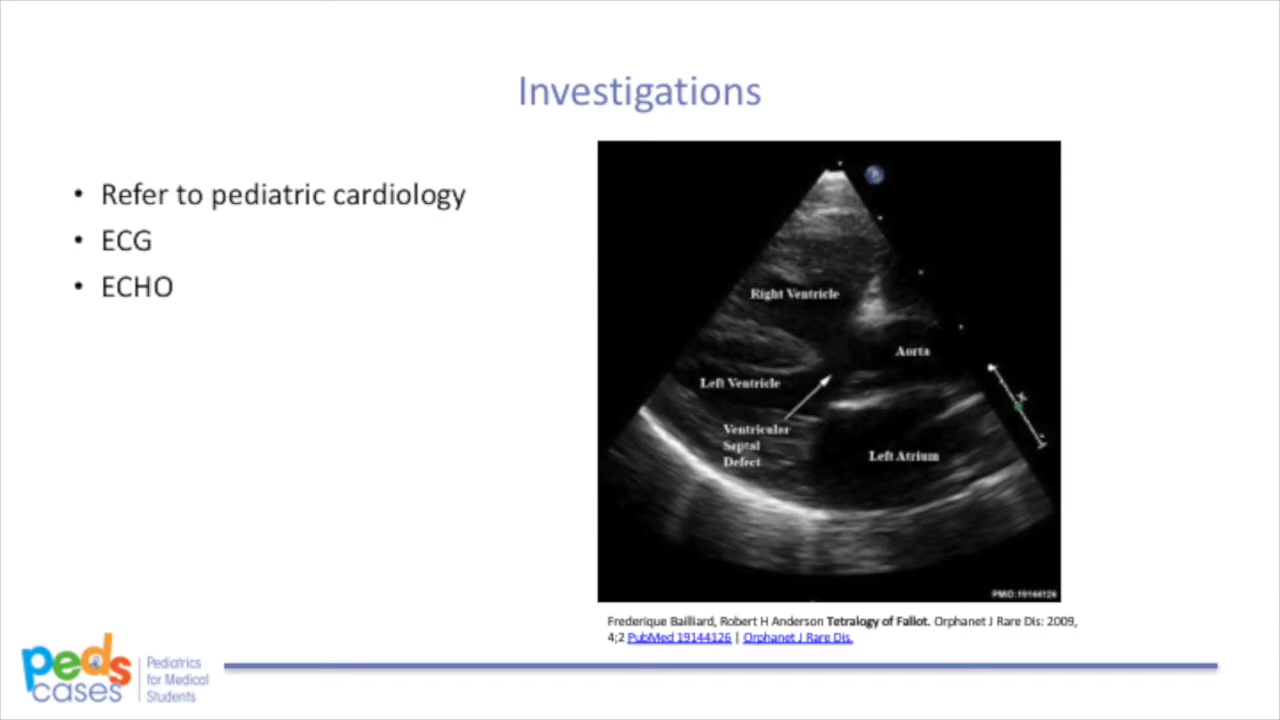 Investigations
• Refer to pediatric cardiology
• ECG
• ECHO
Right Ventricle
Aorta
Left Ventricle
Ventricular
Septal
Defect
Left Atrium
PMID:19144126
Frederique Bailliard, Robert H Anderson Tetralogy of Fallot. Orphanet J Rare Dis: 2009,
4;2 PubMed 19144126 | Orphanet J Rare Dis.
peds
cases
Pediatrics
for Medical
Students